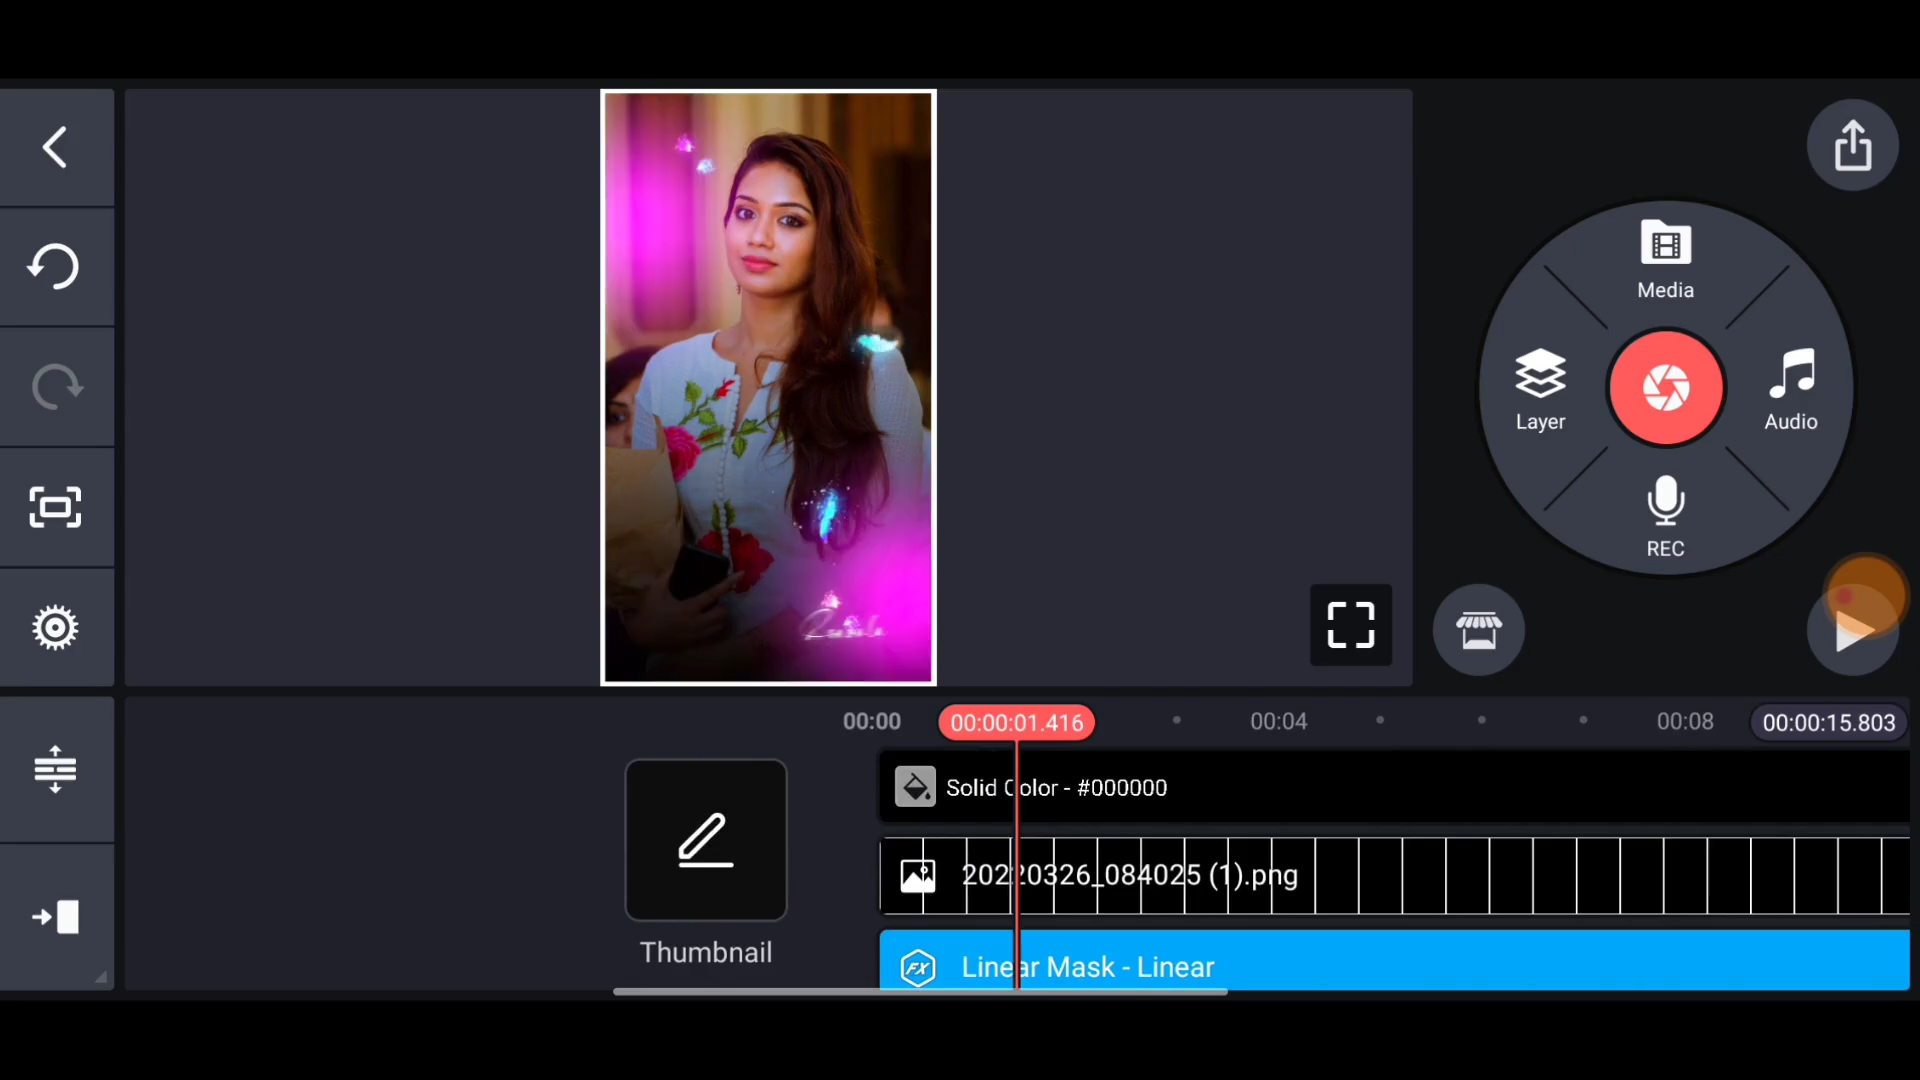 Media
Layer
Audio
REC
00:00
00:00:01.416
00:04
00:08
00:00:15.803
Solid Color - #000000
20220326_084025 (1).png
Thumbnail
FX
Linear Mask - Linear